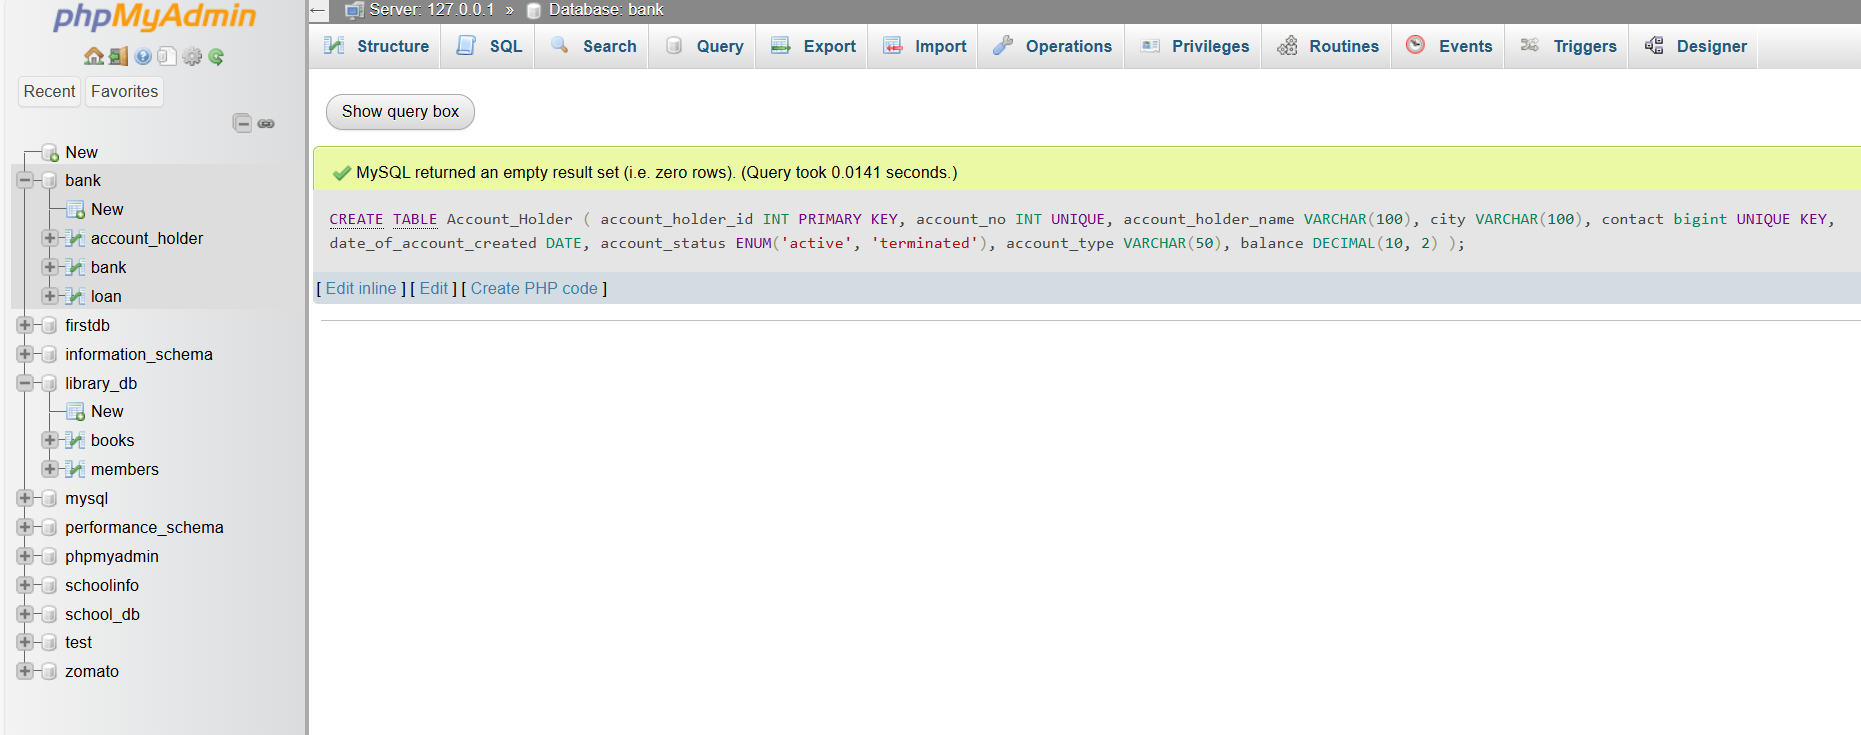 phpMyAdmin
Recent Favorites
New
bank
New
account_holder
bank
loan
firstdb
information_schema
library_db
New
books
members
mysql
performance_schema
phpmyadmin
schoolinfo
school_db
test
zomato
← Server: 127.0.0.1 » Database: bank
Structure SQL Search Query Export Import Operations Privileges Routines Events Triggers Designer
Show query box
MySQL returned an empty result set (i.e. zero rows). (Query took 0.0141 seconds.)
CREATE TABLE Account_Holder ( account_holder_id INT PRIMARY KEY, account_no INT UNIQUE, account_holder_name VARCHAR(100), city VARCHAR(100), contact bigint UNIQUE KEY,
date_of_account_created DATE, account_status ENUM('active', 'terminated'), account_type VARCHAR(50), balance DECIMAL(10, 2) );
[ Edit inline ] [ Edit ] [ Create PHP code ]